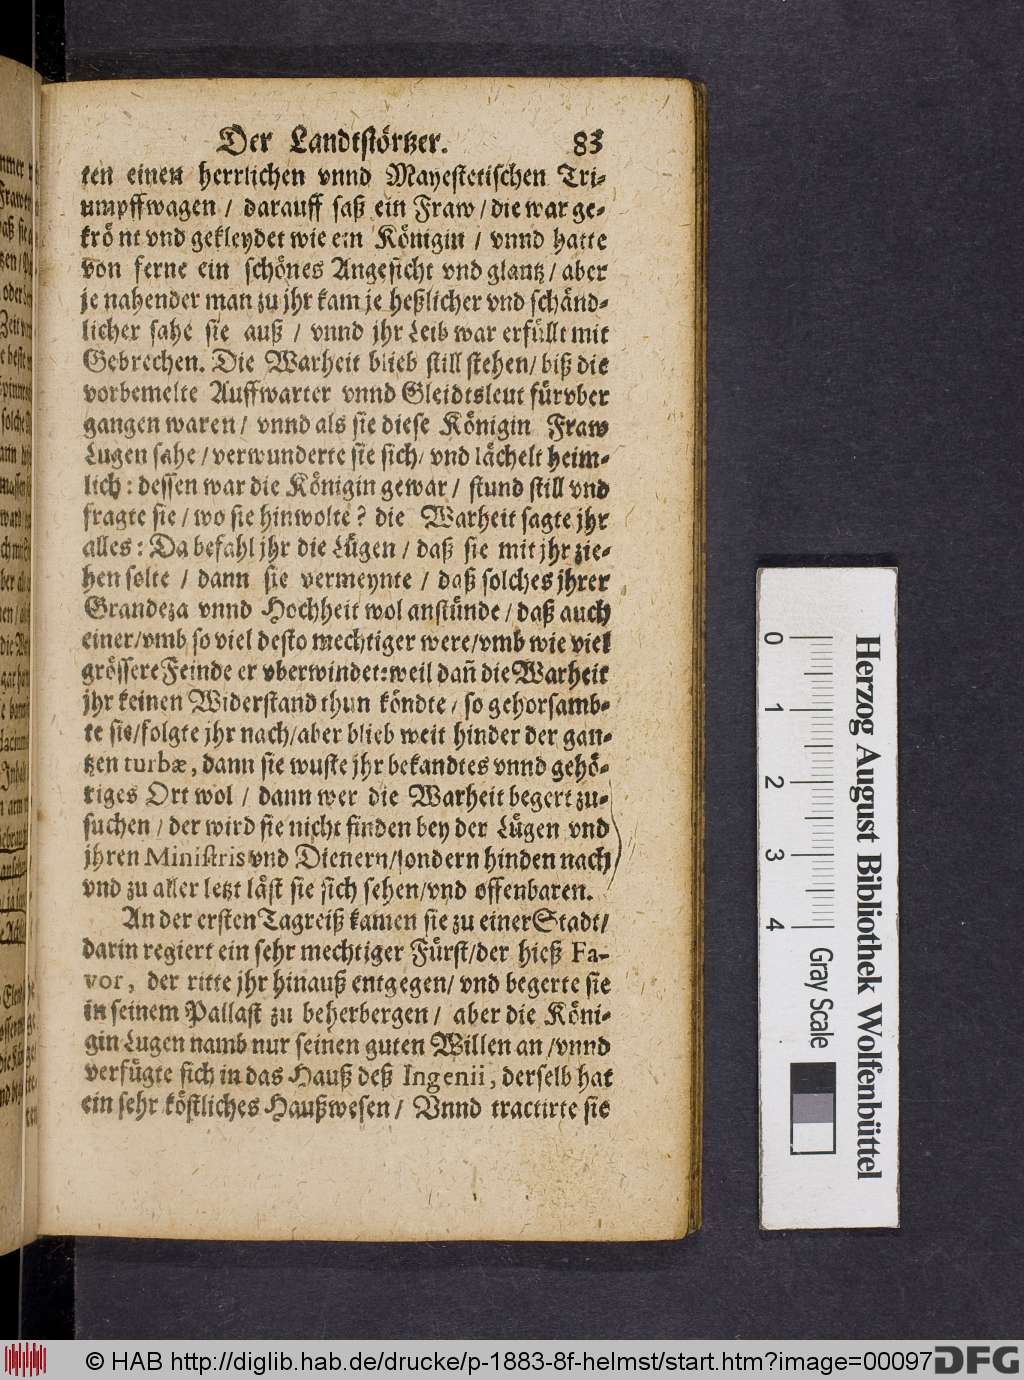 Der Landtstörtzer. 83
ten einen herrlichen vnnd Mayestetischen Tri-
umpffwagen / darauff saß ein Fraw / die war ge-
krönt vnd gekleydet wie ein Königin / vnnd hatte
von ferne ein schönes Angesicht vnd glantz / aber
je nahender man zu jhr kam je heßlicher vnd schänd-
licher sahe sie auß / vnnd jhr Leib war erfüllt mit
Gebrechen. Die Warheit blieb still stehen / biß die
vorbemelte Auffwarter vnnd Gleidtsleut fürvber
gangen waren / vnnd als sie diese Königin Fraw
Lugen sahe / verwunderte sie sich / vnd lächelt heim-
lich : dessen war die Königin gewar / stund still vnd
fragte sie / wo sie hinwolte ? die Warheit sagte jhr
alles : Da befahl jhr die Lügen / daß sie mit jhr zie-
hen solte / dann sie vermeynte / daß solches jhrer
Grandeza vnnd Hochheit wol anstünde / daß auch
einer / vmb so viel desto mechtiger were / vmb wie viel
grössere Feinde er vberwindet : weil dañ die Warheit
jhr keinen Widerstand thun köndte / so gehorsamb-
te sie / folgte jhr nach / aber blieb weit hinder der gan-
tzen turbæ, dann sie wuste jhr bekandtes vnnd gehö-
riges Ort wol / dann wer die Warheit begert zu-
suchen / der wird sie nicht finden bey der Lügen vnd
jhren Ministris vnd Dienern / sondern hinden nach /
vnd zu aller letzt läst sie sich sehen / vnd offenbaren.
An der ersten Tagreiß kamen sie zu einer Stadt /
darin regiert ein sehr mechtiger Fürst / der hieß Fa-
vor, der ritte jhr hinauß entgegen / vnd begerte sie
in seinem Pallast zu beherbergen / aber die Köni-
gin Lugen namb nur seinen guten Willen an / vnnd
verfügte sich in das Hauß deß Ingenii, derselb hat
ein sehr köstliches Haußwesen / Vnnd tractirte sie
0 1 2 3 4 Gray Scale
Herzog August Bibliothek Wolfenbüttel
© HAB http://diglib.hab.de/drucke/p-1883-8f-helmst/start.htm?image=00097
DFG